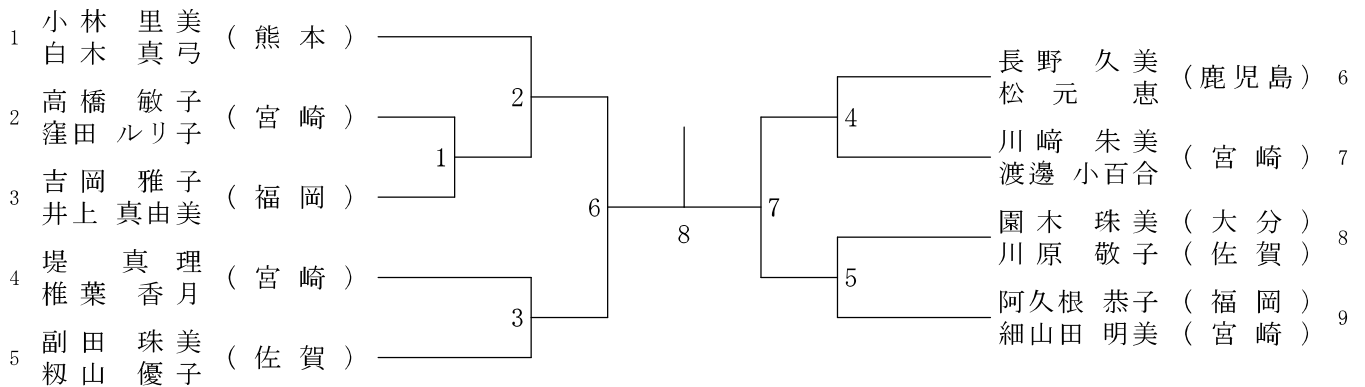 1 小林 里美 (熊本)
白木 真弓
2 高橋 敏子 (宮崎)
窪田 ルリ子
3 吉岡 雅子 (福岡)
井上 真由美
4 堤 真理 (宮崎)
椎葉 香月
5 副田 珠美 (佐賀)
籾山 優子
1
2
3
6
8
7
4
5
長野 久美 (鹿児島) 6
松元 恵
川﨑 朱美 (宮崎) 7
渡邊 小百合
園木 珠美 (大分) 8
川原 敬子 (佐賀)
阿久根 恭子 (福岡) 9
細山田 明美 (宮崎)